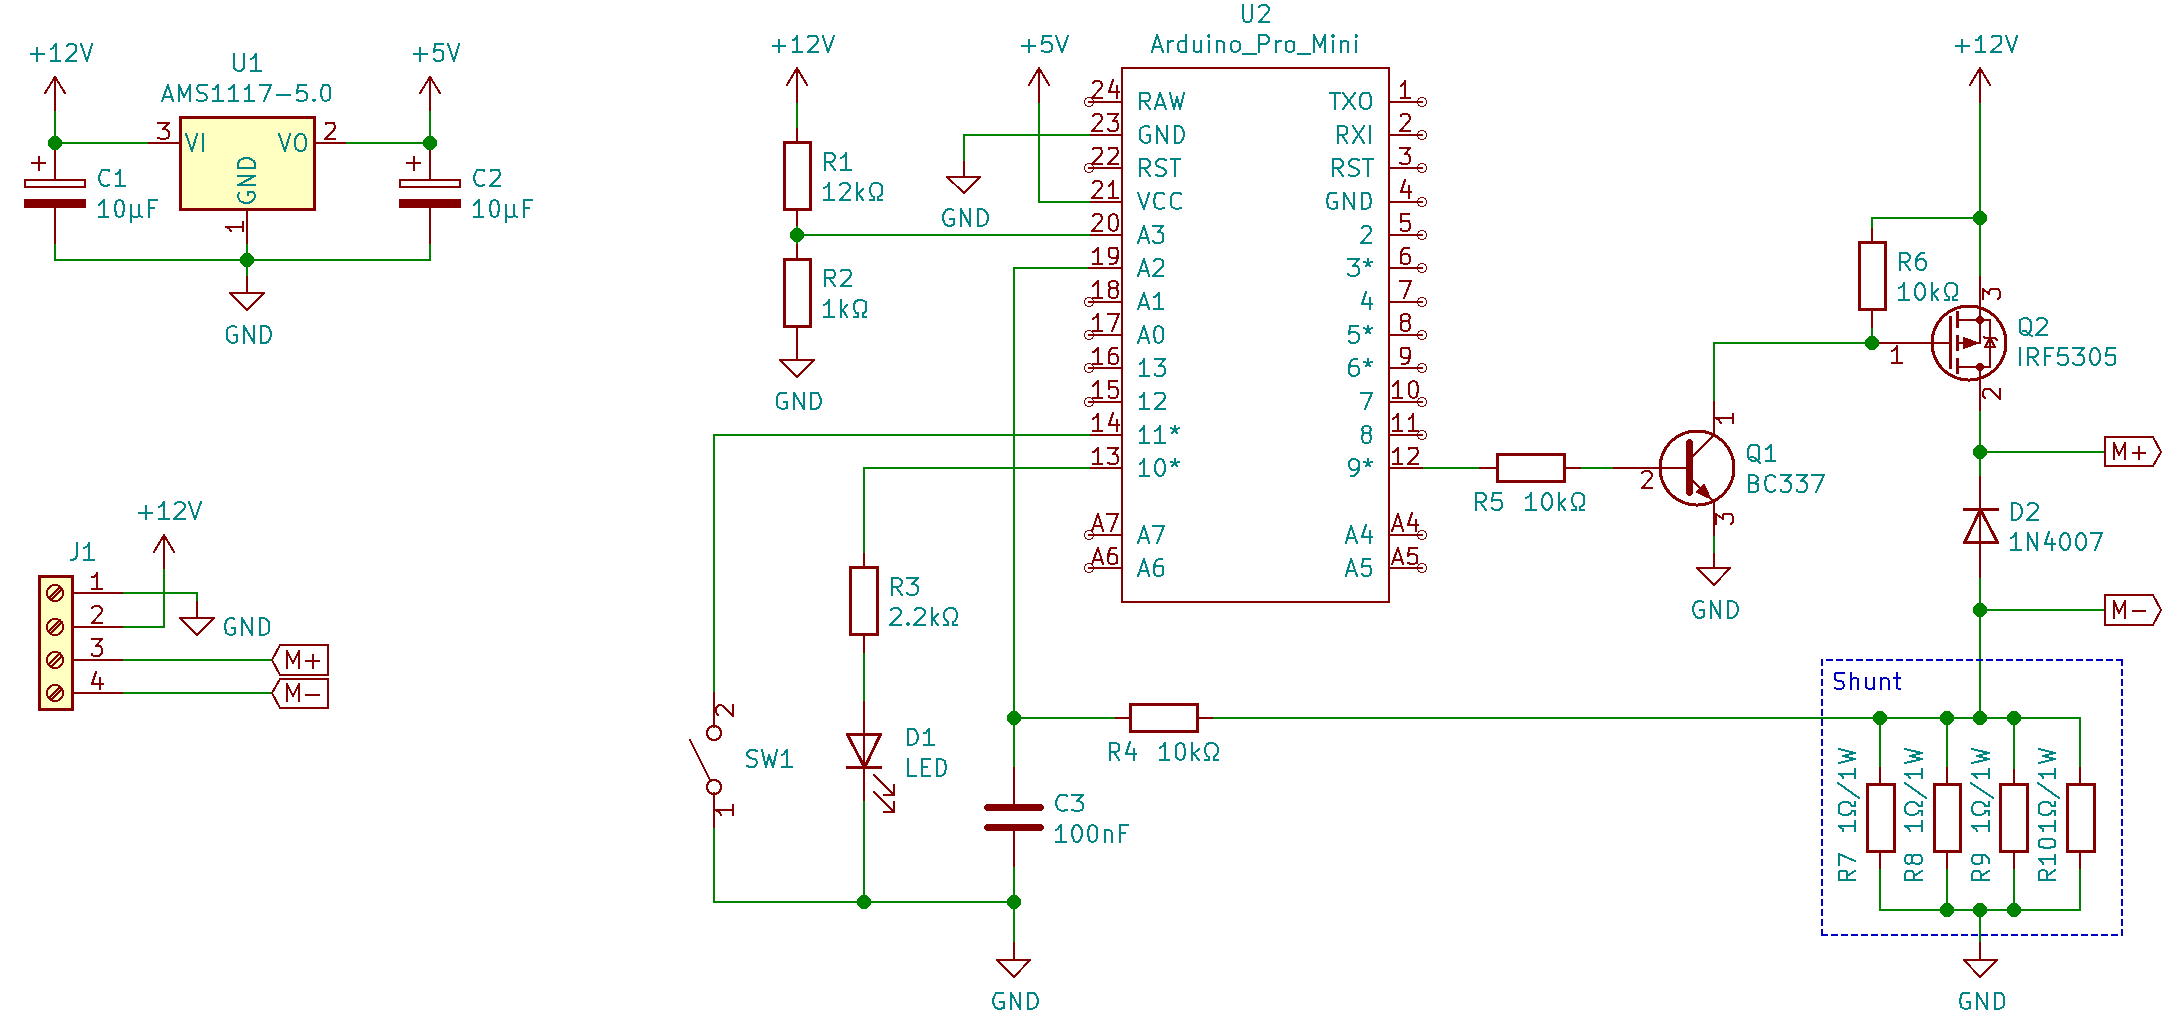 +12V
U1
AMS1117-5.0
+5V
3
VI
VO
2
GND
1
+
C1
10µF
+
C2
10µF
GND
+12V
J1
1
2
3
4
GND
M+
M-
+12V
R1
12kΩ
R2
1kΩ
GND
+5V
GND
U2
Arduino_Pro_Mini
24 RAW TXO 1
23 GND RXI 2
22 RST RST 3
21 VCC GND 4
20 A3 2 5
19 A2 3* 6
18 A1 4 7
17 A0 5* 8
16 13 6* 9
15 12 7 10
14 11* 8 11
13 10* 9* 12
A7 A7 A4 A4
A6 A6 A5 A5
R3
2.2kΩ
2
SW1
1
D1
LED
C3
100nF
R4 10kΩ
GND
R5 10kΩ
1
2
3
Q1
BC337
GND
+12V
R6
10kΩ
3
1
2
Q2
IRF5305
M+
D2
1N4007
M-
Shunt
R7 1Ω/1W
R8 1Ω/1W
R9 1Ω/1W
R10 1Ω/1W
GND